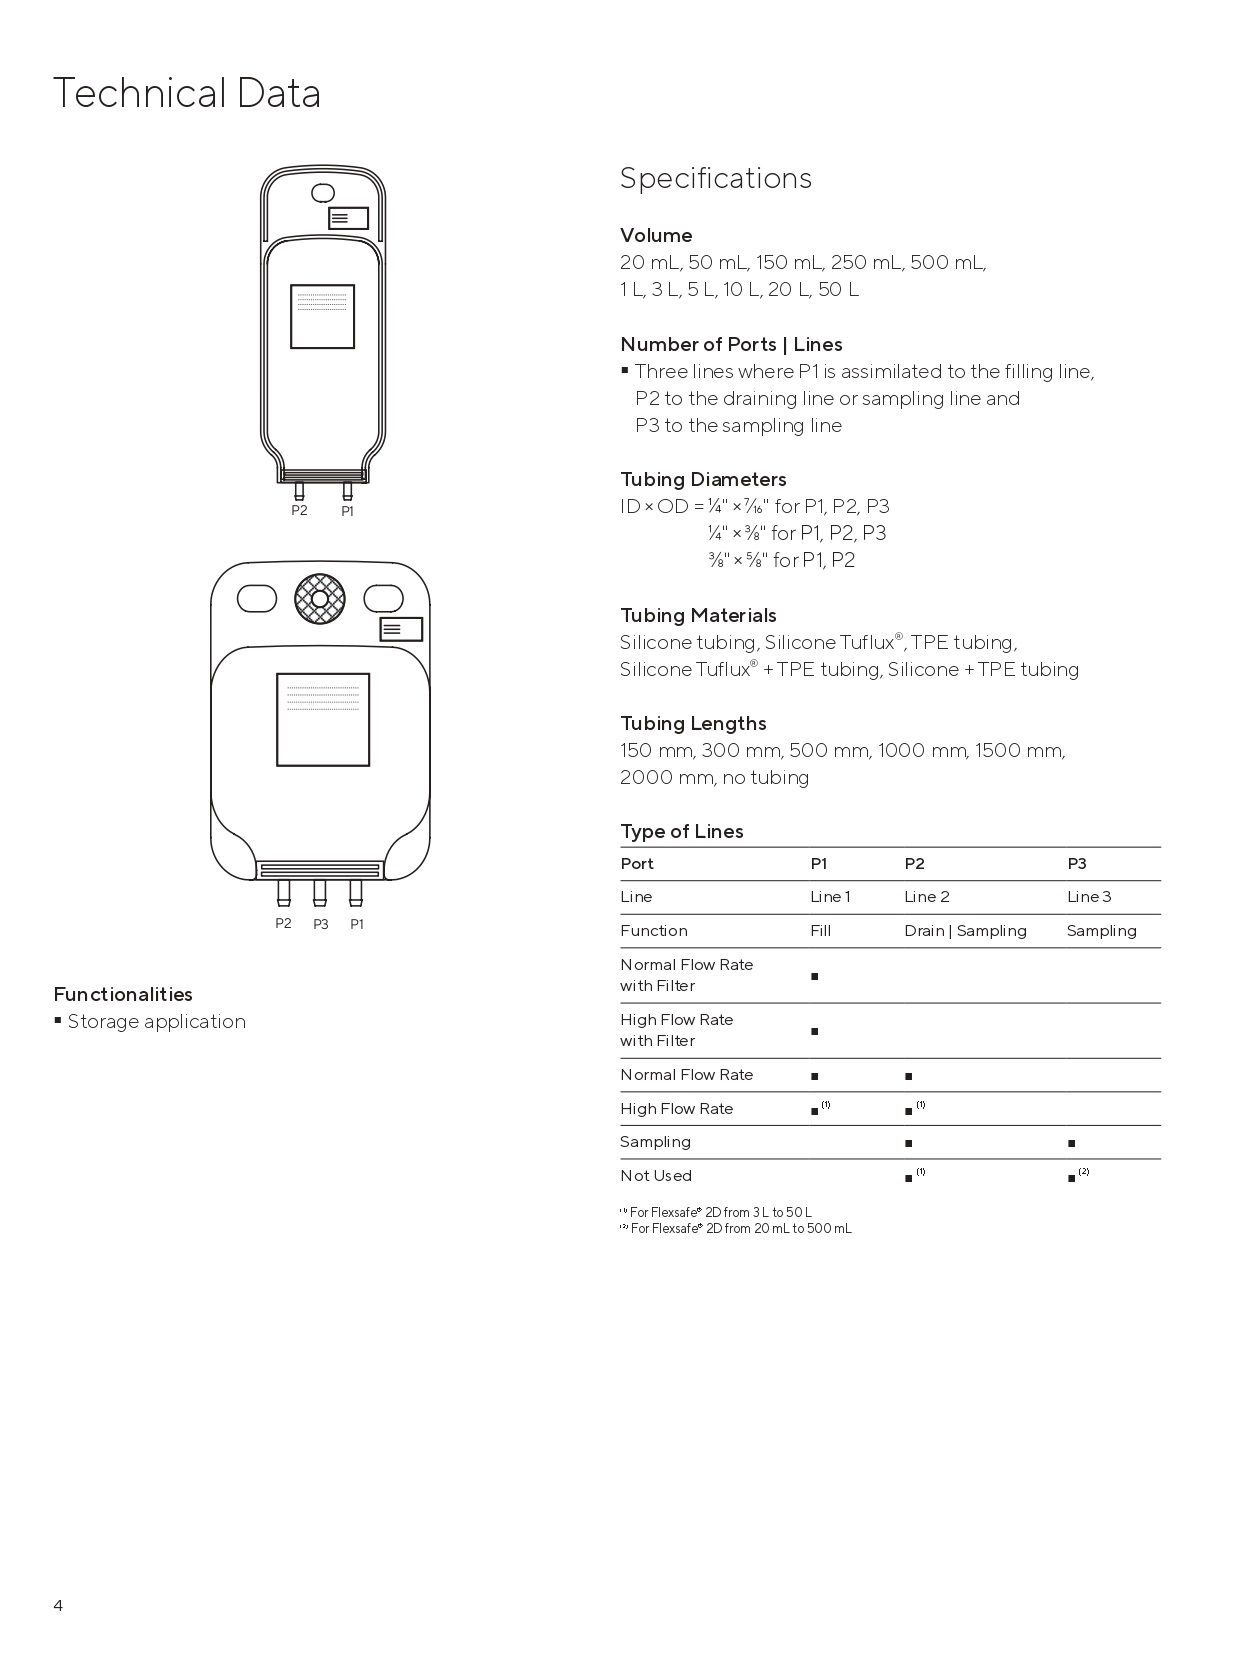 Technical Data
P2 P1
P2 P3 P1
Functionalities
▪ Storage application
Specifications
Volume
20 mL, 50 mL, 150 mL, 250 mL, 500 mL,
1 L, 3 L, 5 L, 10 L, 20 L, 50 L
Number of Ports | Lines
▪ Three lines where P1 is assimilated to the filling line,
P2 to the draining line or sampling line and
P3 to the sampling line
Tubing Diameters
ID × OD = 1/4" × 7/16" for P1, P2, P3
1/4" × 3/8" for P1, P2, P3
3/8" × 5/8" for P1, P2
Tubing Materials
Silicone tubing, Silicone Tuflux®, TPE tubing,
Silicone Tuflux® + TPE tubing, Silicone + TPE tubing
Tubing Lengths
150 mm, 300 mm, 500 mm, 1000 mm, 1500 mm,
2000 mm, no tubing
Type of Lines
Port P1 P2 P3
Line Line 1 Line 2 Line 3
Function Fill Drain | Sampling Sampling
Normal Flow Rate
with Filter ▪
High Flow Rate
with Filter ▪
Normal Flow Rate ▪ ▪
High Flow Rate ▪ (1) ▪ (1)
Sampling ▪ ▪
Not Used ▪ (1) ▪ (2)
(1) For Flexsafe® 2D from 3 L to 50 L
(2) For Flexsafe® 2D from 20 mL to 500 mL
4